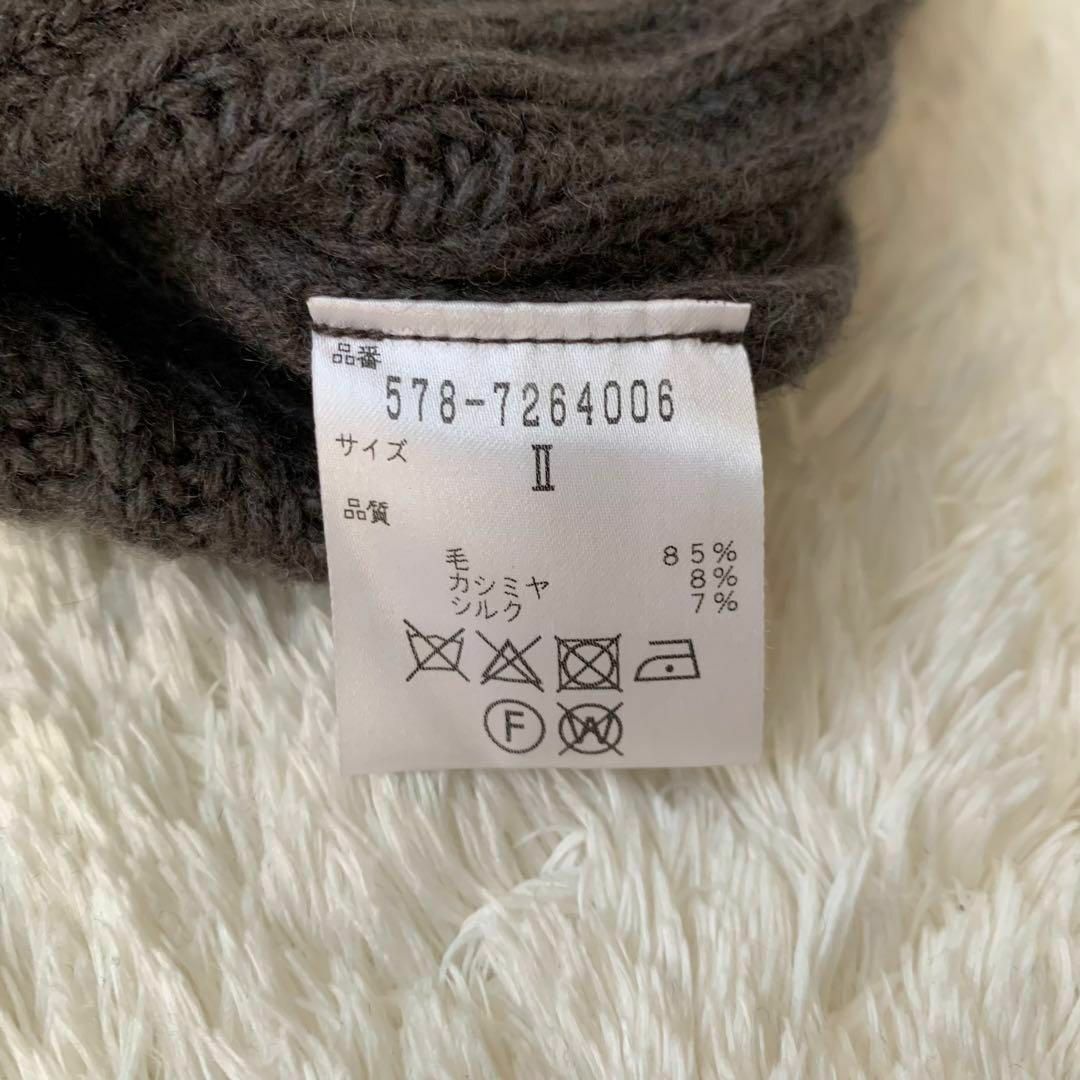 品番
578-7264006
サイズ II
品質
毛 85%
カシミヤ 8%
シルク 7%
F W